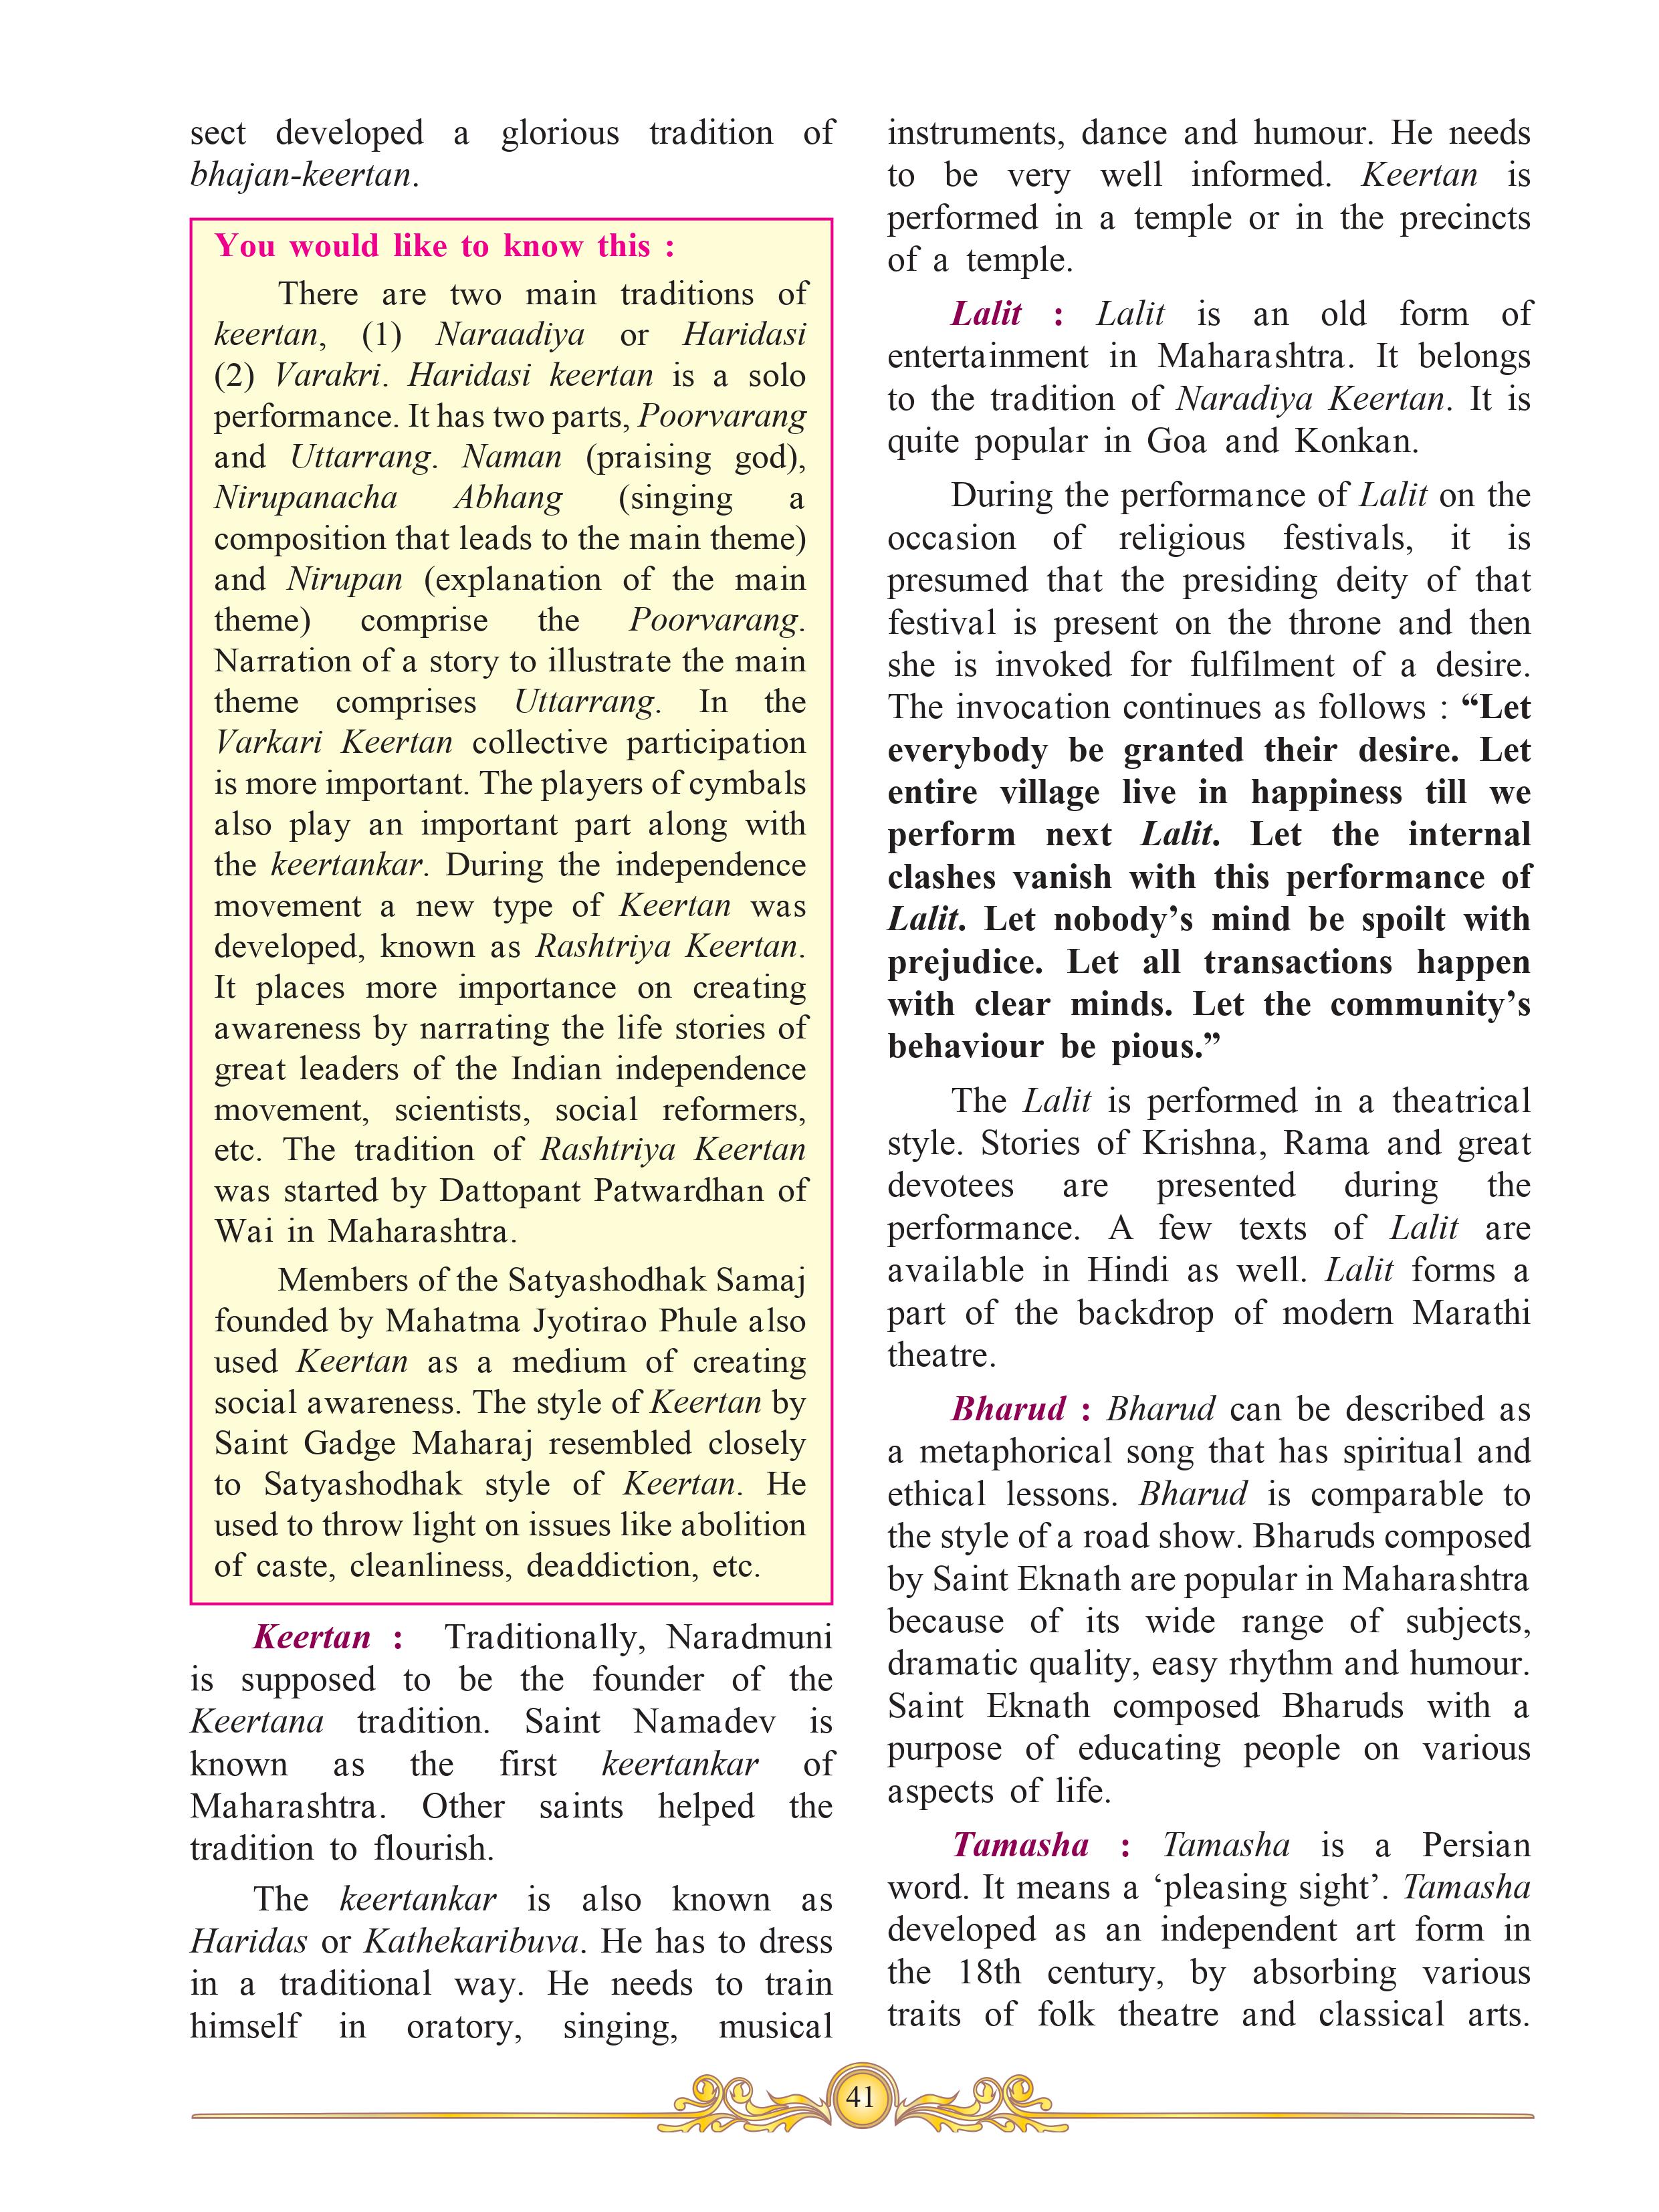 sect developed a glorious tradition of
bhajan-keertan.
You would like to know this :
There are two main traditions of
keertan, (1) Naraadiya or Haridasi
(2) Varakri. Haridasi keertan is a solo
performance. It has two parts, Poorvarang
and Uttarrang. Naman (praising god),
Nirupanacha Abhang (singing a
composition that leads to the main theme)
and Nirupan (explanation of the main
theme) comprise the Poorvarang.
Narration of a story to illustrate the main
theme comprises Uttarrang. In the
Varkari Keertan collective participation
is more important. The players of cymbals
also play an important part along with
the keertankar. During the independence
movement a new type of Keertan was
developed, known as Rashtriya Keertan.
It places more importance on creating
awareness by narrating the life stories of
great leaders of the Indian independence
movement, scientists, social reformers,
etc. The tradition of Rashtriya Keertan
was started by Dattopant Patwardhan of
Wai in Maharashtra.
Members of the Satyashodhak Samaj
founded by Mahatma Jyotirao Phule also
used Keertan as a medium of creating
social awareness. The style of Keertan by
Saint Gadge Maharaj resembled closely
to Satyashodhak style of Keertan. He
used to throw light on issues like abolition
of caste, cleanliness, deaddiction, etc.
Keertan : Traditionally, Naradmuni
is supposed to be the founder of the
Keertana tradition. Saint Namadev is
known as the first keertankar of
Maharashtra. Other saints helped the
tradition to flourish.
The keertankar is also known as
Haridas or Kathekaribuva. He has to dress
in a traditional way. He needs to train
himself in oratory, singing, musical
instruments, dance and humour. He needs
to be very well informed. Keertan is
performed in a temple or in the precincts
of a temple.
Lalit : Lalit is an old form of
entertainment in Maharashtra. It belongs
to the tradition of Naradiya Keertan. It is
quite popular in Goa and Konkan.
During the performance of Lalit on the
occasion of religious festivals, it is
presumed that the presiding deity of that
festival is present on the throne and then
she is invoked for fulfilment of a desire.
The invocation continues as follows : “Let
everybody be granted their desire. Let
entire village live in happiness till we
perform next Lalit. Let the internal
clashes vanish with this performance of
Lalit. Let nobody’s mind be spoilt with
prejudice. Let all transactions happen
with clear minds. Let the community’s
behaviour be pious.”
The Lalit is performed in a theatrical
style. Stories of Krishna, Rama and great
devotees are presented during the
performance. A few texts of Lalit are
available in Hindi as well. Lalit forms a
part of the backdrop of modern Marathi
theatre.
Bharud : Bharud can be described as
a metaphorical song that has spiritual and
ethical lessons. Bharud is comparable to
the style of a road show. Bharuds composed
by Saint Eknath are popular in Maharashtra
because of its wide range of subjects,
dramatic quality, easy rhythm and humour.
Saint Eknath composed Bharuds with a
purpose of educating people on various
aspects of life.
Tamasha : Tamasha is a Persian
word. It means a ‘pleasing sight’. Tamasha
developed as an independent art form in
the 18th century, by absorbing various
traits of folk theatre and classical arts.
41